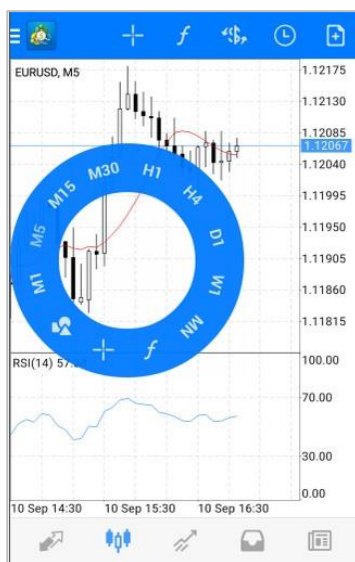 EURUSD, M5
1.12175
1.12130
1.12085
1.12067
1.12040
1.11995
1.11950
1.11905
1.11860
1.11815
M1
M5
M15
M30
H1
H4
D1
W1
MN
RSI(14) 57.
100.00
70.00
30.00
0.00
10 Sep 14:30 10 Sep 15:30 10 Sep 16:30